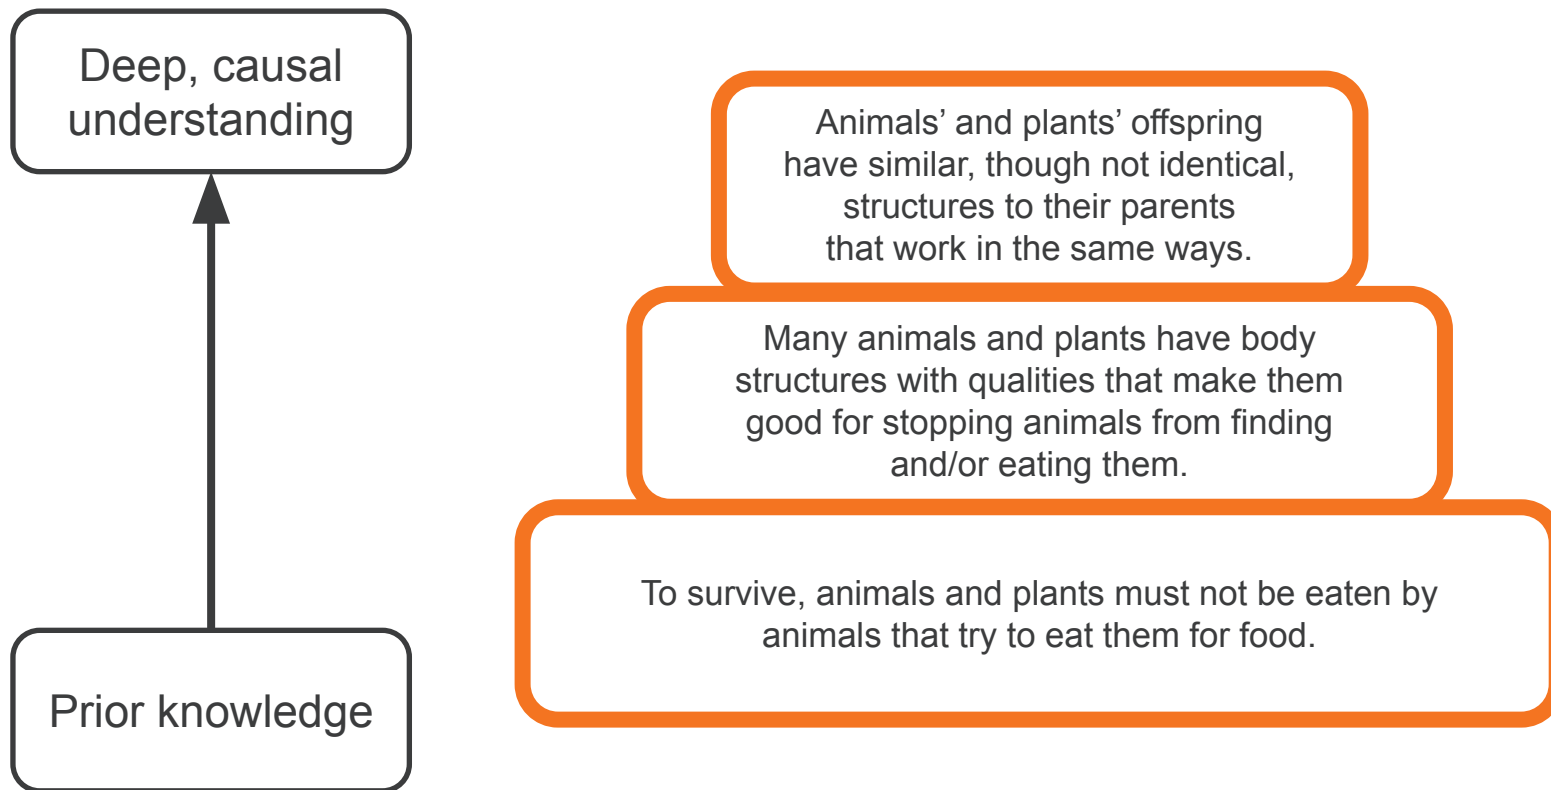 Deep, causal
understanding
Animals’ and plants’ offspring
have similar, though not identical,
structures to their parents
that work in the same ways.
Many animals and plants have body
structures with qualities that make them
good for stopping animals from finding
and/or eating them.
To survive, animals and plants must not be eaten by
animals that try to eat them for food.
Prior knowledge